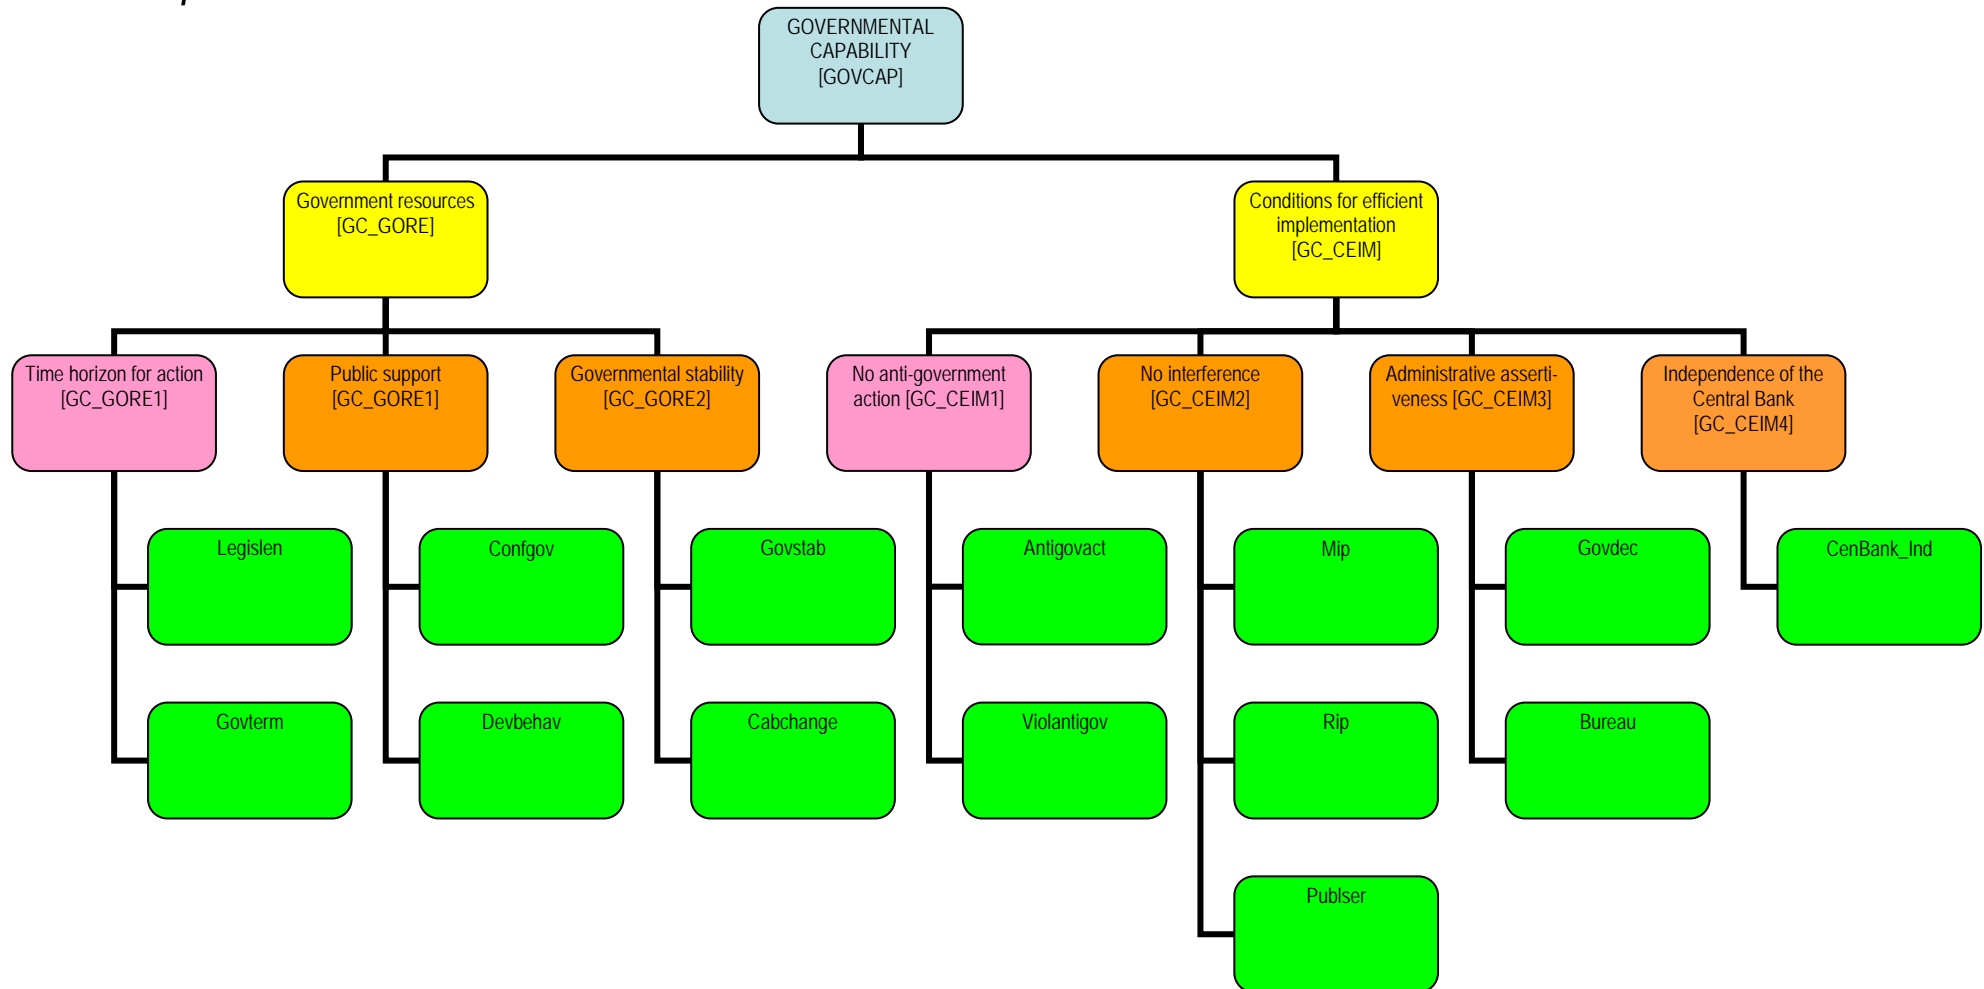 GOVERNMENTAL
CAPABILITY
[GOVCAP]
Government resources
[GC_GORE]
Conditions for efficient
implementation
[GC_CEIM]
Time horizon for action
[GC_GORE1]
Public support
[GC_GORE1]
Governmental stability
[GC_GORE2]
No anti-government
action [GC_CEIM1]
No interference
[GC_CEIM2]
Administrative asserti-
veness [GC_CEIM3]
Independence of the
Central Bank
[GC_CEIM4]
Legislen
Confgov
Govstab
Antigovact
Mip
Govdec
CenBank_Ind
Govterm
Devbehav
Cabchange
Violantigov
Rip
Bureau
Publser